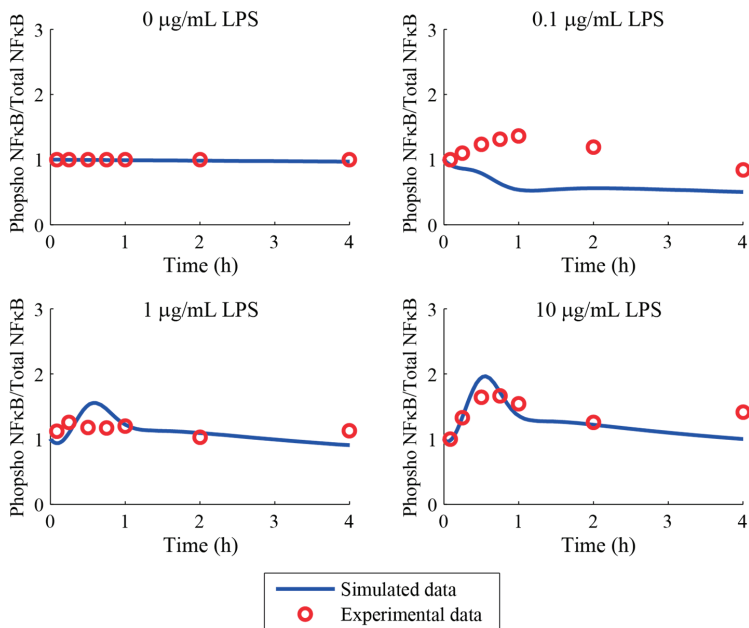 0 μg/mL LPS
Phopsho NFκB/Total NFκB
3
2
1
0
0 1 2 3 4
Time (h)
0.1 μg/mL LPS
Phopsho NFκB/Total NFκB
3
2
1
0
0 1 2 3 4
Time (h)
1 μg/mL LPS
Phopsho NFκB/Total NFκB
3
2
1
0
0 1 2 3 4
Time (h)
10 μg/mL LPS
Phopsho NFκB/Total NFκB
3
2
1
0
0 1 2 3 4
Time (h)
Simulated data
Experimental data